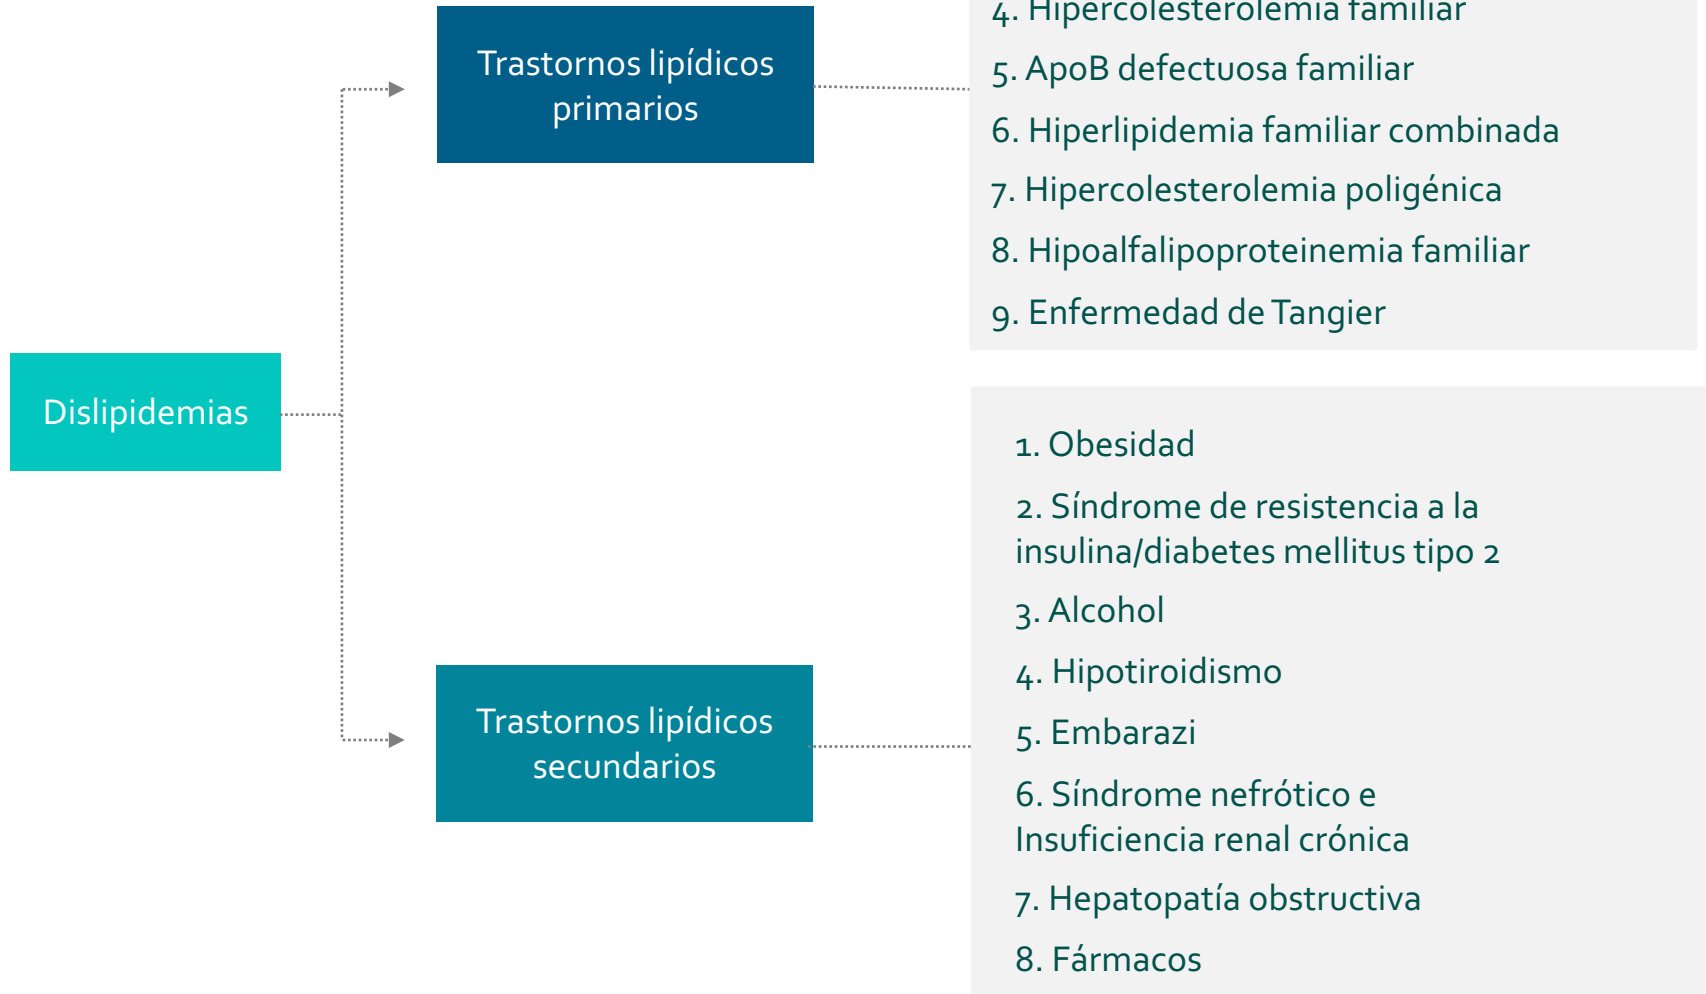 4. Hipercolesterolemia familiar
Trastornos lipídicos
primarios
5. ApoB defectuosa familiar
6. Hiperlipidemia familiar combinada
7. Hipercolesterolemia poligénica
8. Hipoalfalipoproteinemia familiar
9. Enfermedad de Tangier
Dislipidemias
1. Obesidad
2. Síndrome de resistencia a la
insulina/diabetes mellitus tipo 2
3. Alcohol
4. Hipotiroidismo
Trastornos lipídicos
secundarios
5. Embarazi
6. Síndrome nefrótico e
Insuficiencia renal crónica
7. Hepatopatía obstructiva
8. Fármacos